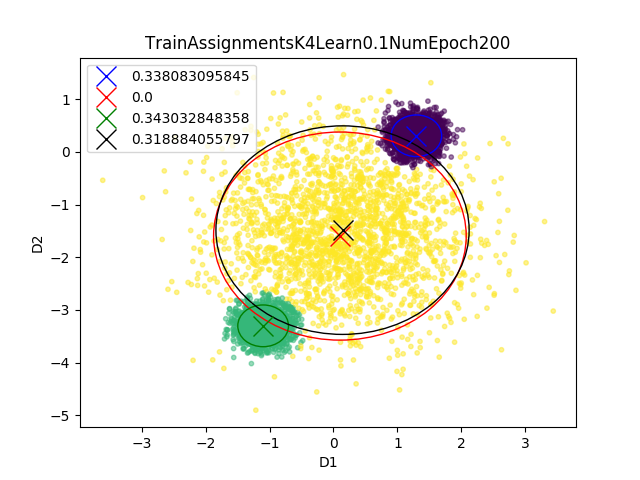 TrainAssignmentsK4Learn0.1NumEpoch200
0.338083095845
0.0
0.343032848358
0.318884055797
1
0
−1
−2
−3
−4
−5
D2
−3 −2 −1 0 1 2 3
D1